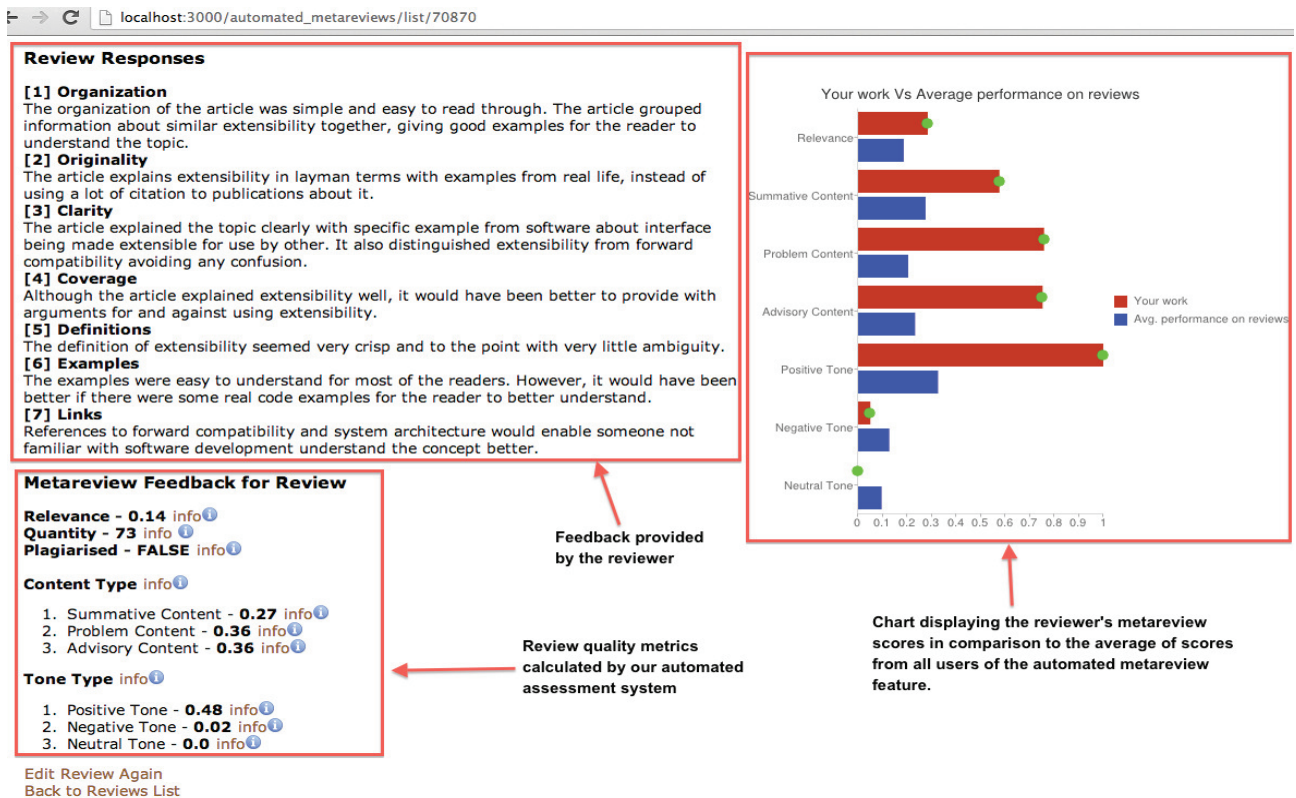 localhost:3000/automated_metareviews/list/70870
Review Responses
[1] Organization
The organization of the article was simple and easy to read through. The article grouped
information about similar extensibility together, giving good examples for the reader to
understand the topic.
[2] Originality
The article explains extensibility in layman terms with examples from real life, instead of
using a lot of citation to publications about it.
[3] Clarity
The article explained the topic clearly with specific example from software about interface
being made extensible for use by other. It also distinguished extensibility from forward
compatibility avoiding any confusion.
[4] Coverage
Although the article explained extensibility well, it would have been better to provide with
arguments for and against using extensibility.
[5] Definitions
The definition of extensibility seemed very crisp and to the point with very little ambiguity.
[6] Examples
The examples were easy to understand for most of the readers. However, it would have been
better if there were some real code examples for the reader to better understand.
[7] Links
References to forward compatibility and system architecture would enable someone not
familiar with software development understand the concept better.
Metareview Feedback for Review
Relevance - 0.14 info
Quantity - 73 info
Plagiarised - FALSE info
Content Type info
1. Summative Content - 0.27 info
2. Problem Content - 0.36 info
3. Advisory Content - 0.36 info
Tone Type info
1. Positive Tone - 0.48 info
2. Negative Tone - 0.02 info
3. Neutral Tone - 0.0 info
Edit Review Again
Back to Reviews List
Feedback provided
by the reviewer
Review quality metrics
calculated by our automated
assessment system
Your work Vs Average performance on reviews
Relevance
Summative Content
Problem Content
Advisory Content
Positive Tone
Negative Tone
Neutral Tone
0 0.1 0.2 0.3 0.4 0.5 0.6 0.7 0.8 0.9 1
Your work
Avg. performance on reviews
Chart displaying the reviewer's metareview
scores in comparison to the average of scores
from all users of the automated metareview
feature.